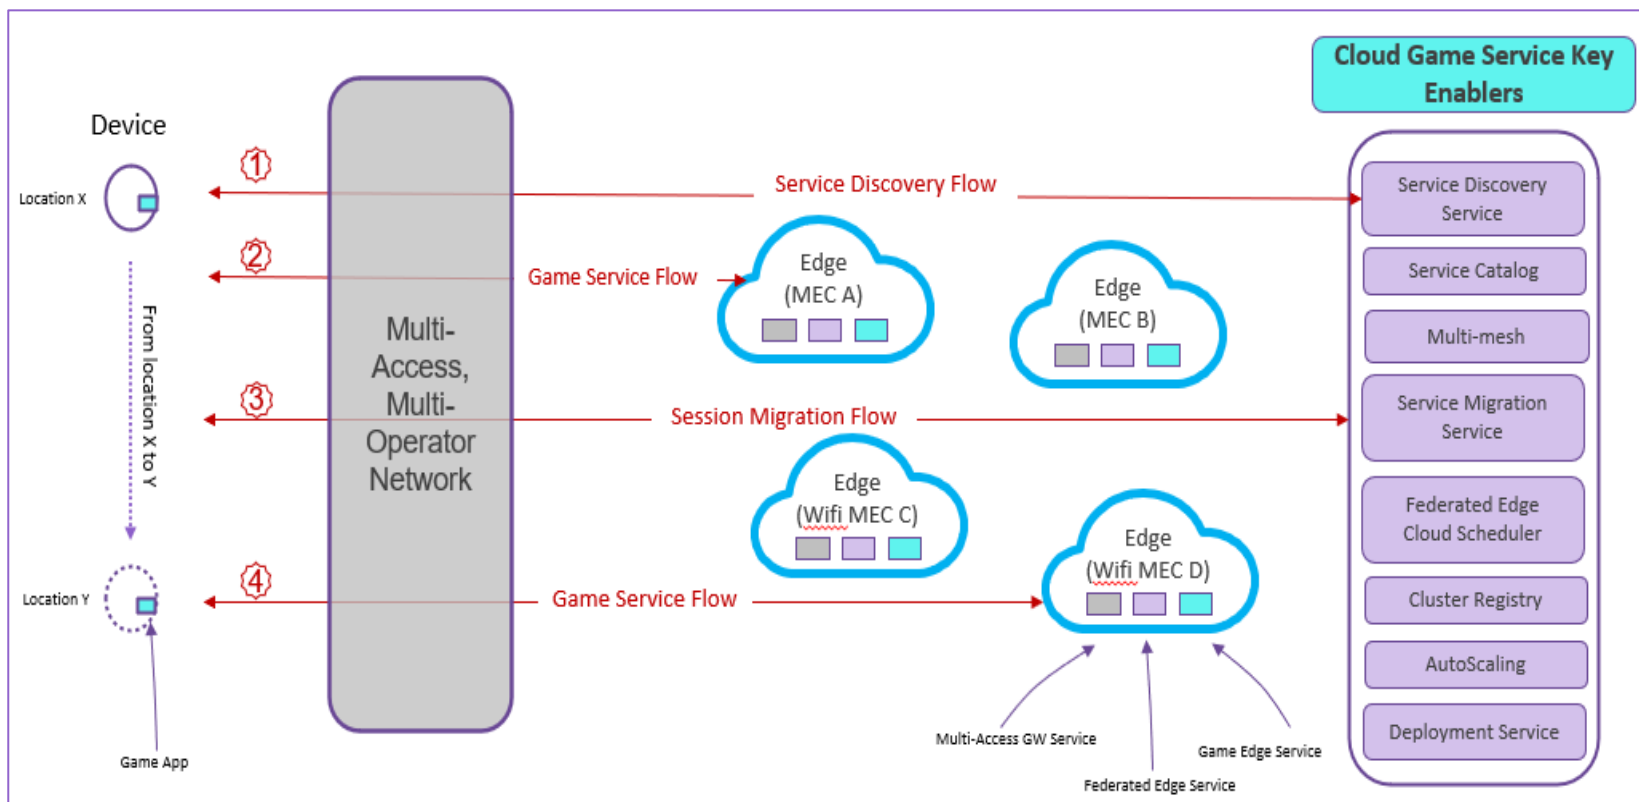 Cloud Game Service Key
Enablers
Device
Location X
From location X to Y
Location Y
Game App
Multi-
Access,
Multi-
Operator
Network
1
Service Discovery Flow
2
Game Service Flow
3
Session Migration Flow
4
Game Service Flow
Edge
(MEC A)
Edge
(MEC B)
Edge
(Wifi MEC C)
Edge
(Wifi MEC D)
Multi-Access GW Service
Federated Edge Service
Game Edge Service
Service Discovery
Service
Service Catalog
Multi-mesh
Service Migration
Service
Federated Edge
Cloud Scheduler
Cluster Registry
AutoScaling
Deployment Service